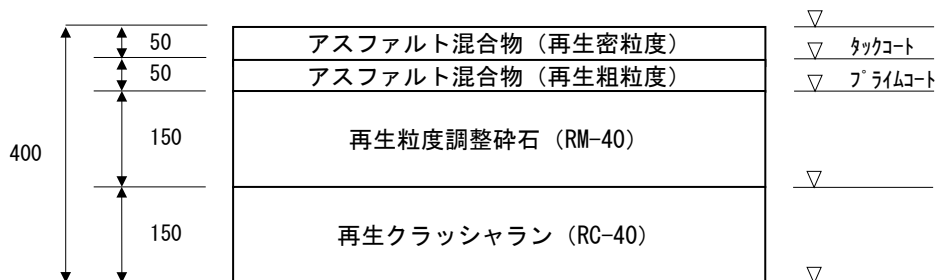 50 アスファルト混合物（再生密粒度） ▽ タックコート
50 アスファルト混合物（再生粗粒度） ▽ プライムコート
400 150 再生粒度調整砕石（RM-40）
150 再生クラッシャラン（RC-40）